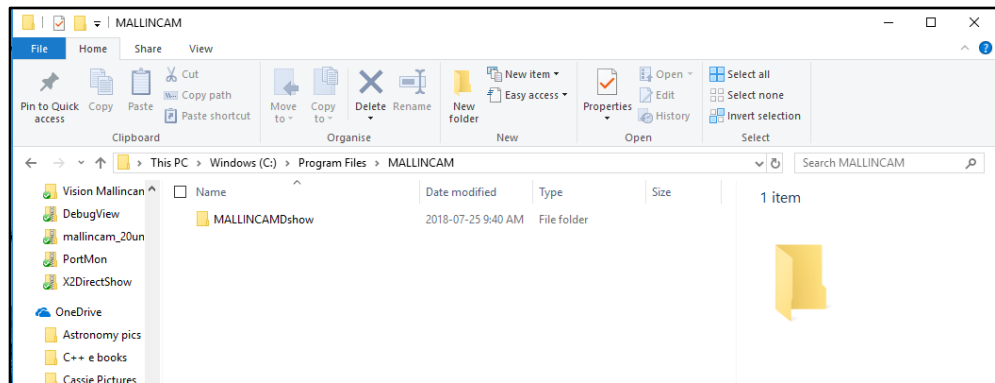 MALLINCAM
File Home Share View
Pin to Quick access
Copy
Paste
Cut
Copy path
Paste shortcut
Clipboard
Move to
Copy to
Delete
Rename
Organise
New folder
New item
Easy access
New
Properties
Open
Edit
History
Open
Select all
Select none
Invert selection
Select
This PC > Windows (C:) > Program Files > MALLINCAM
Search MALLINCAM
Name Date modified Type Size
MALLINCAMDshow 2018-07-25 9:40 AM File folder
1 item
Vision Mallincan
DebugView
mallincam_20un
PortMon
X2DirectShow
OneDrive
Astronomy pics
C++ e books
Cassie Pictures